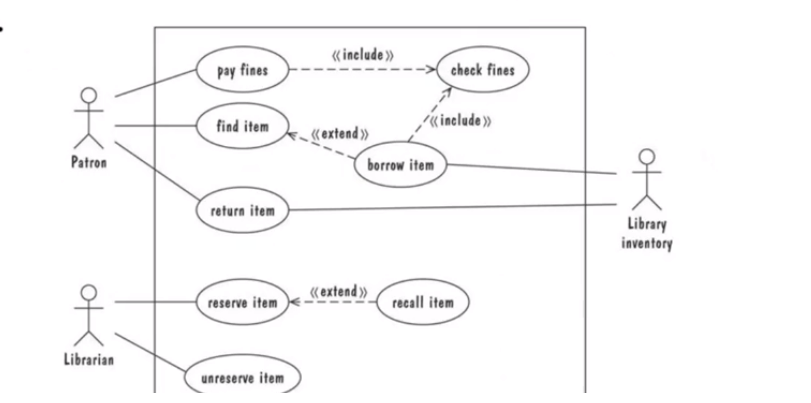 pay fines
«include»
check fines
find item
«extend»
«include»
borrow item
Patron
return item
Library
inventory
reserve item
«extend»
recall item
Librarian
unreserve item